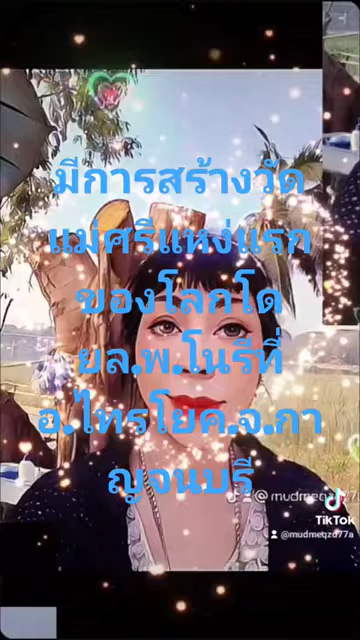 มีการสร้างวัด
แม่ศรีแหง่แรก
ของโลกโด
ยล.พ.โนรีที่
อ.ไทรโยค.จ.กา
ญจนบรี
TikTok
@mudmeqzo77a